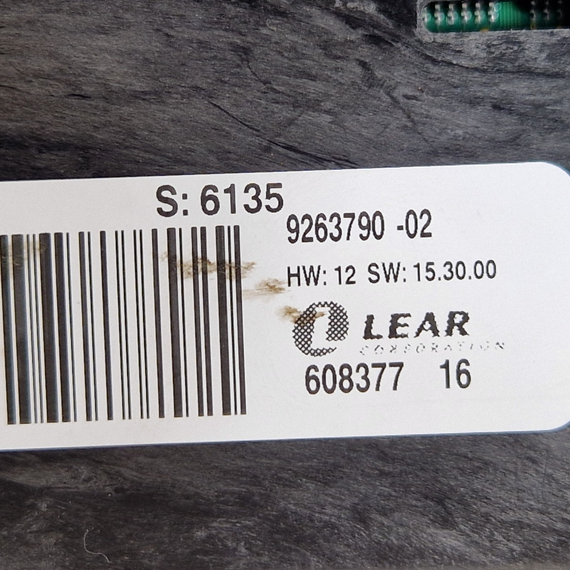 S: 6135
9263790 -02
HW: 12 SW: 15.30.00
LEAR
CORPORATION
608377 16